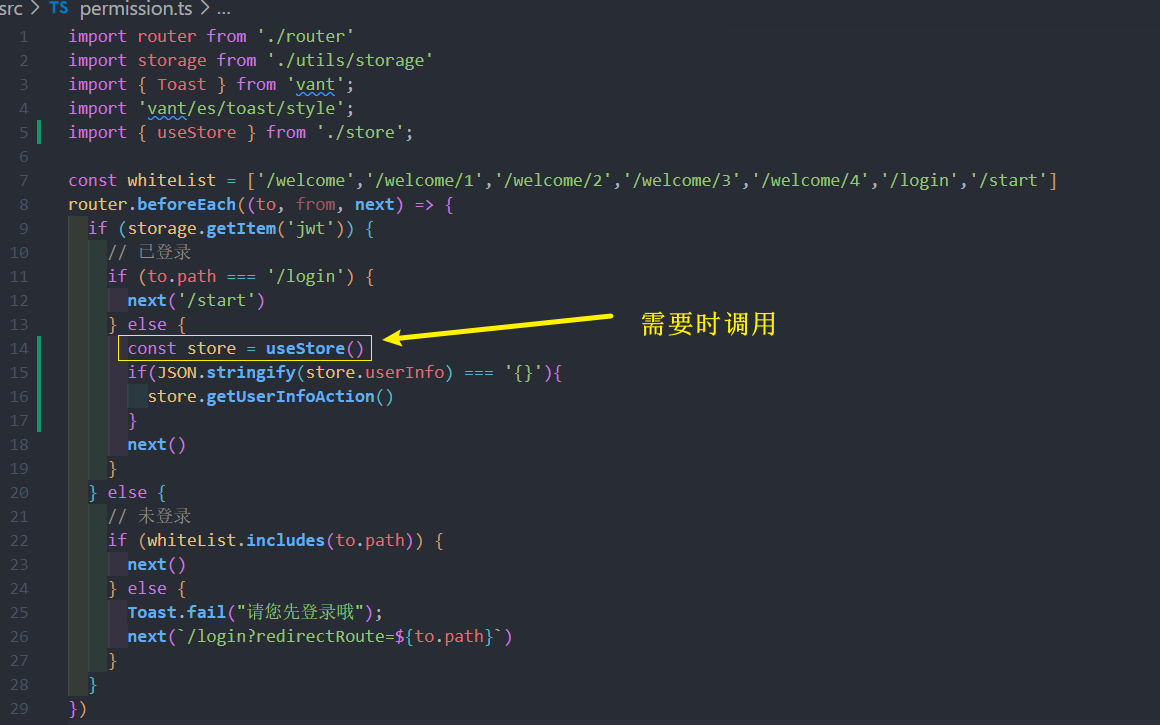 src > TS permission.ts > ...
1 import router from './router'
2 import storage from './utils/storage'
3 import { Toast } from 'vant';
4 import 'vant/es/toast/style';
5 import { useStore } from './store';
6
7 const whiteList = ['/welcome','/welcome/1','/welcome/2','/welcome/3','/welcome/4','/login','/start']
8 router.beforeEach((to, from, next) => {
9 if (storage.getItem('jwt')) {
10 // 已登录
11 if (to.path === '/login') {
12 next('/start')
13 } else {
需要时调用
14 const store = useStore()
15 if(JSON.stringify(store.userInfo) === '{}'){
16 store.getUserInfoAction()
17 }
18 next()
19 }
20 } else {
21 // 未登录
22 if (whiteList.includes(to.path)) {
23 next()
24 } else {
25 Toast.fail("请您先登录哦");
26 next(`/login?redirectRoute=${to.path}`)
27 }
28 }
29 })